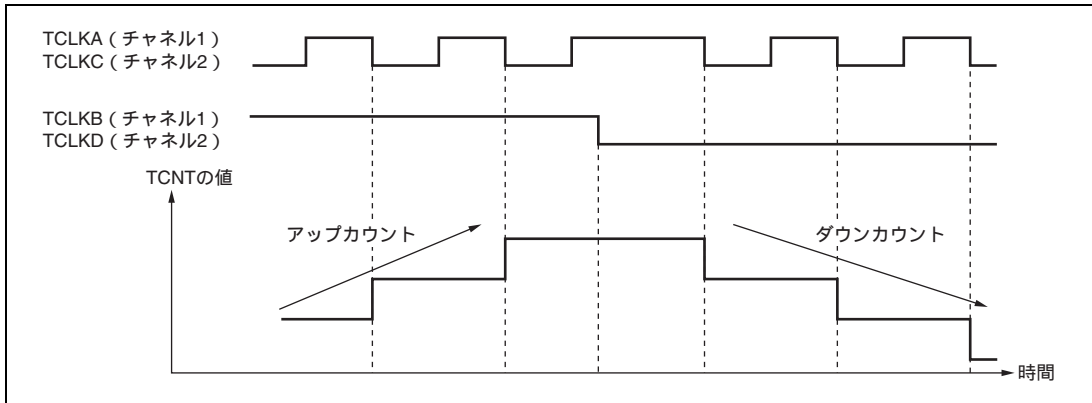 TCLKA（チャネル1）
TCLKC（チャネル2）
TCLKB（チャネル1）
TCLKD（チャネル2）
TCNTの値
アップカウント
ダウンカウント
時間